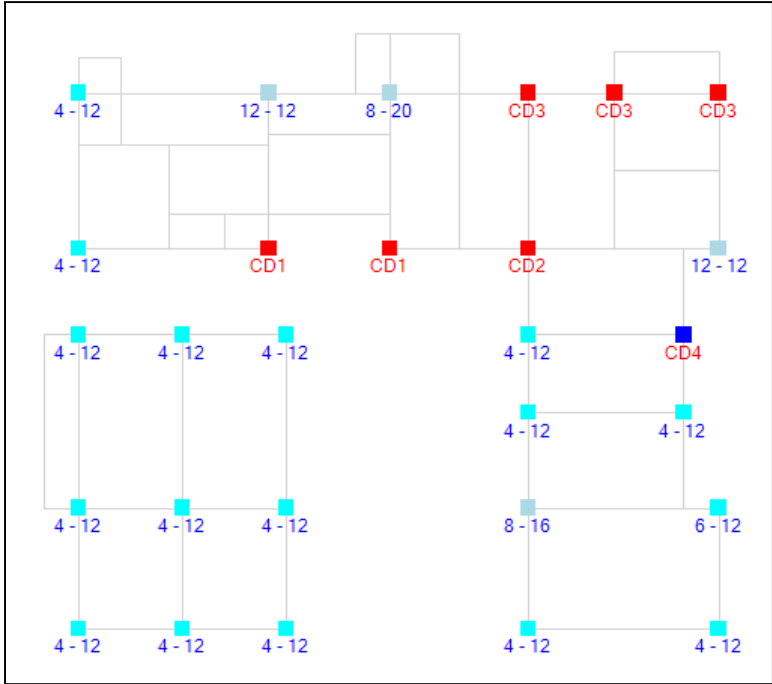 4 - 12 12 - 12 8 - 20 CD3 CD3 CD3
4 - 12 CD1 CD1 CD2 12 - 12
4 - 12 4 - 12 4 - 12 4 - 12 CD4
4 - 12 4 - 12
4 - 12 4 - 12 4 - 12 8 - 16 6 - 12
4 - 12 4 - 12 4 - 12 4 - 12 4 - 12